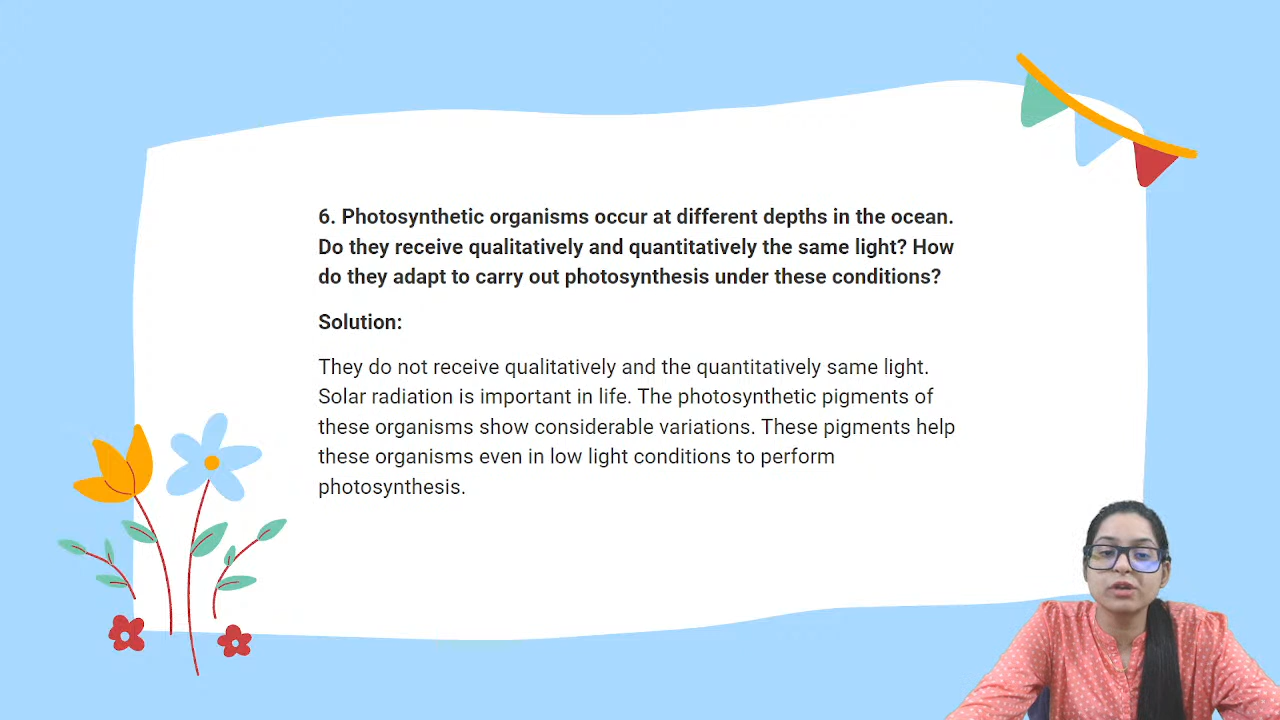 6. Photosynthetic organisms occur at different depths in the ocean.
Do they receive qualitatively and quantitatively the same light? How
do they adapt to carry out photosynthesis under these conditions?
Solution:
They do not receive qualitatively and the quantitatively same light.
Solar radiation is important in life. The photosynthetic pigments of
these organisms show considerable variations. These pigments help
these organisms even in low light conditions to perform
photosynthesis.